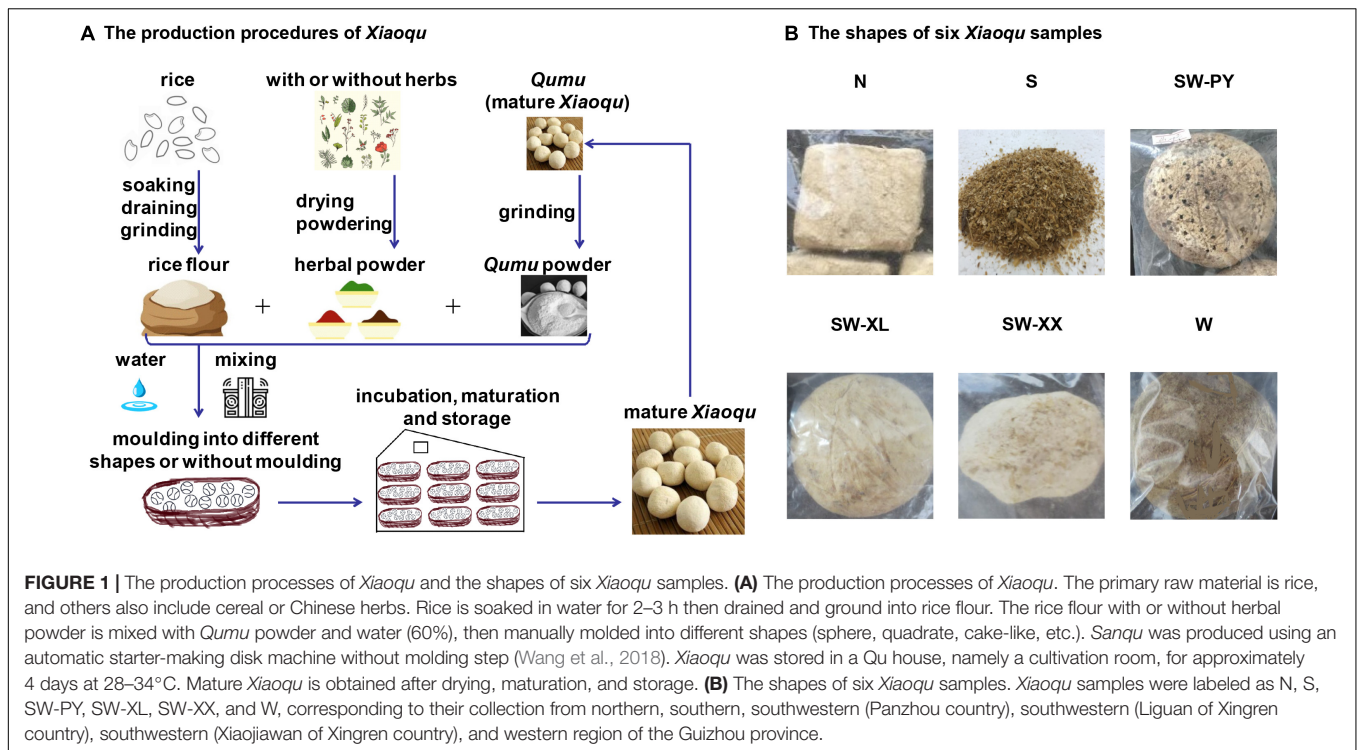 A The production procedures of Xiaoqu
rice
with or without herbs
Qumu
(mature Xiaoqu)
soaking
draining
grinding
drying
powdering
grinding
rice flour
herbal powder
Qumu powder
+
+
water
mixing
moulding into different
shapes or without moulding
incubation, maturation
and storage
mature Xiaoqu
B The shapes of six Xiaoqu samples
N
S
SW-PY
SW-XL
SW-XX
W
FIGURE 1 | The production processes of Xiaoqu and the shapes of six Xiaoqu samples. (A) The production processes of Xiaoqu. The primary raw material is rice,
and others also include cereal or Chinese herbs. Rice is soaked in water for 2–3 h then drained and ground into rice flour. The rice flour with or without herbal
powder is mixed with Qumu powder and water (60%), then manually molded into different shapes (sphere, quadrate, cake-like, etc.). Sanqu was produced using an
automatic starter-making disk machine without molding step (Wang et al., 2018). Xiaoqu was stored in a Qu house, namely a cultivation room, for approximately
4 days at 28–34°C. Mature Xiaoqu is obtained after drying, maturation, and storage. (B) The shapes of six Xiaoqu samples. Xiaoqu samples were labeled as N, S,
SW-PY, SW-XL, SW-XX, and W, corresponding to their collection from northern, southern, southwestern (Panzhou country), southwestern (Liguan of Xingren
country), southwestern (Xiaojiawan of Xingren country), and western region of the Guizhou province.